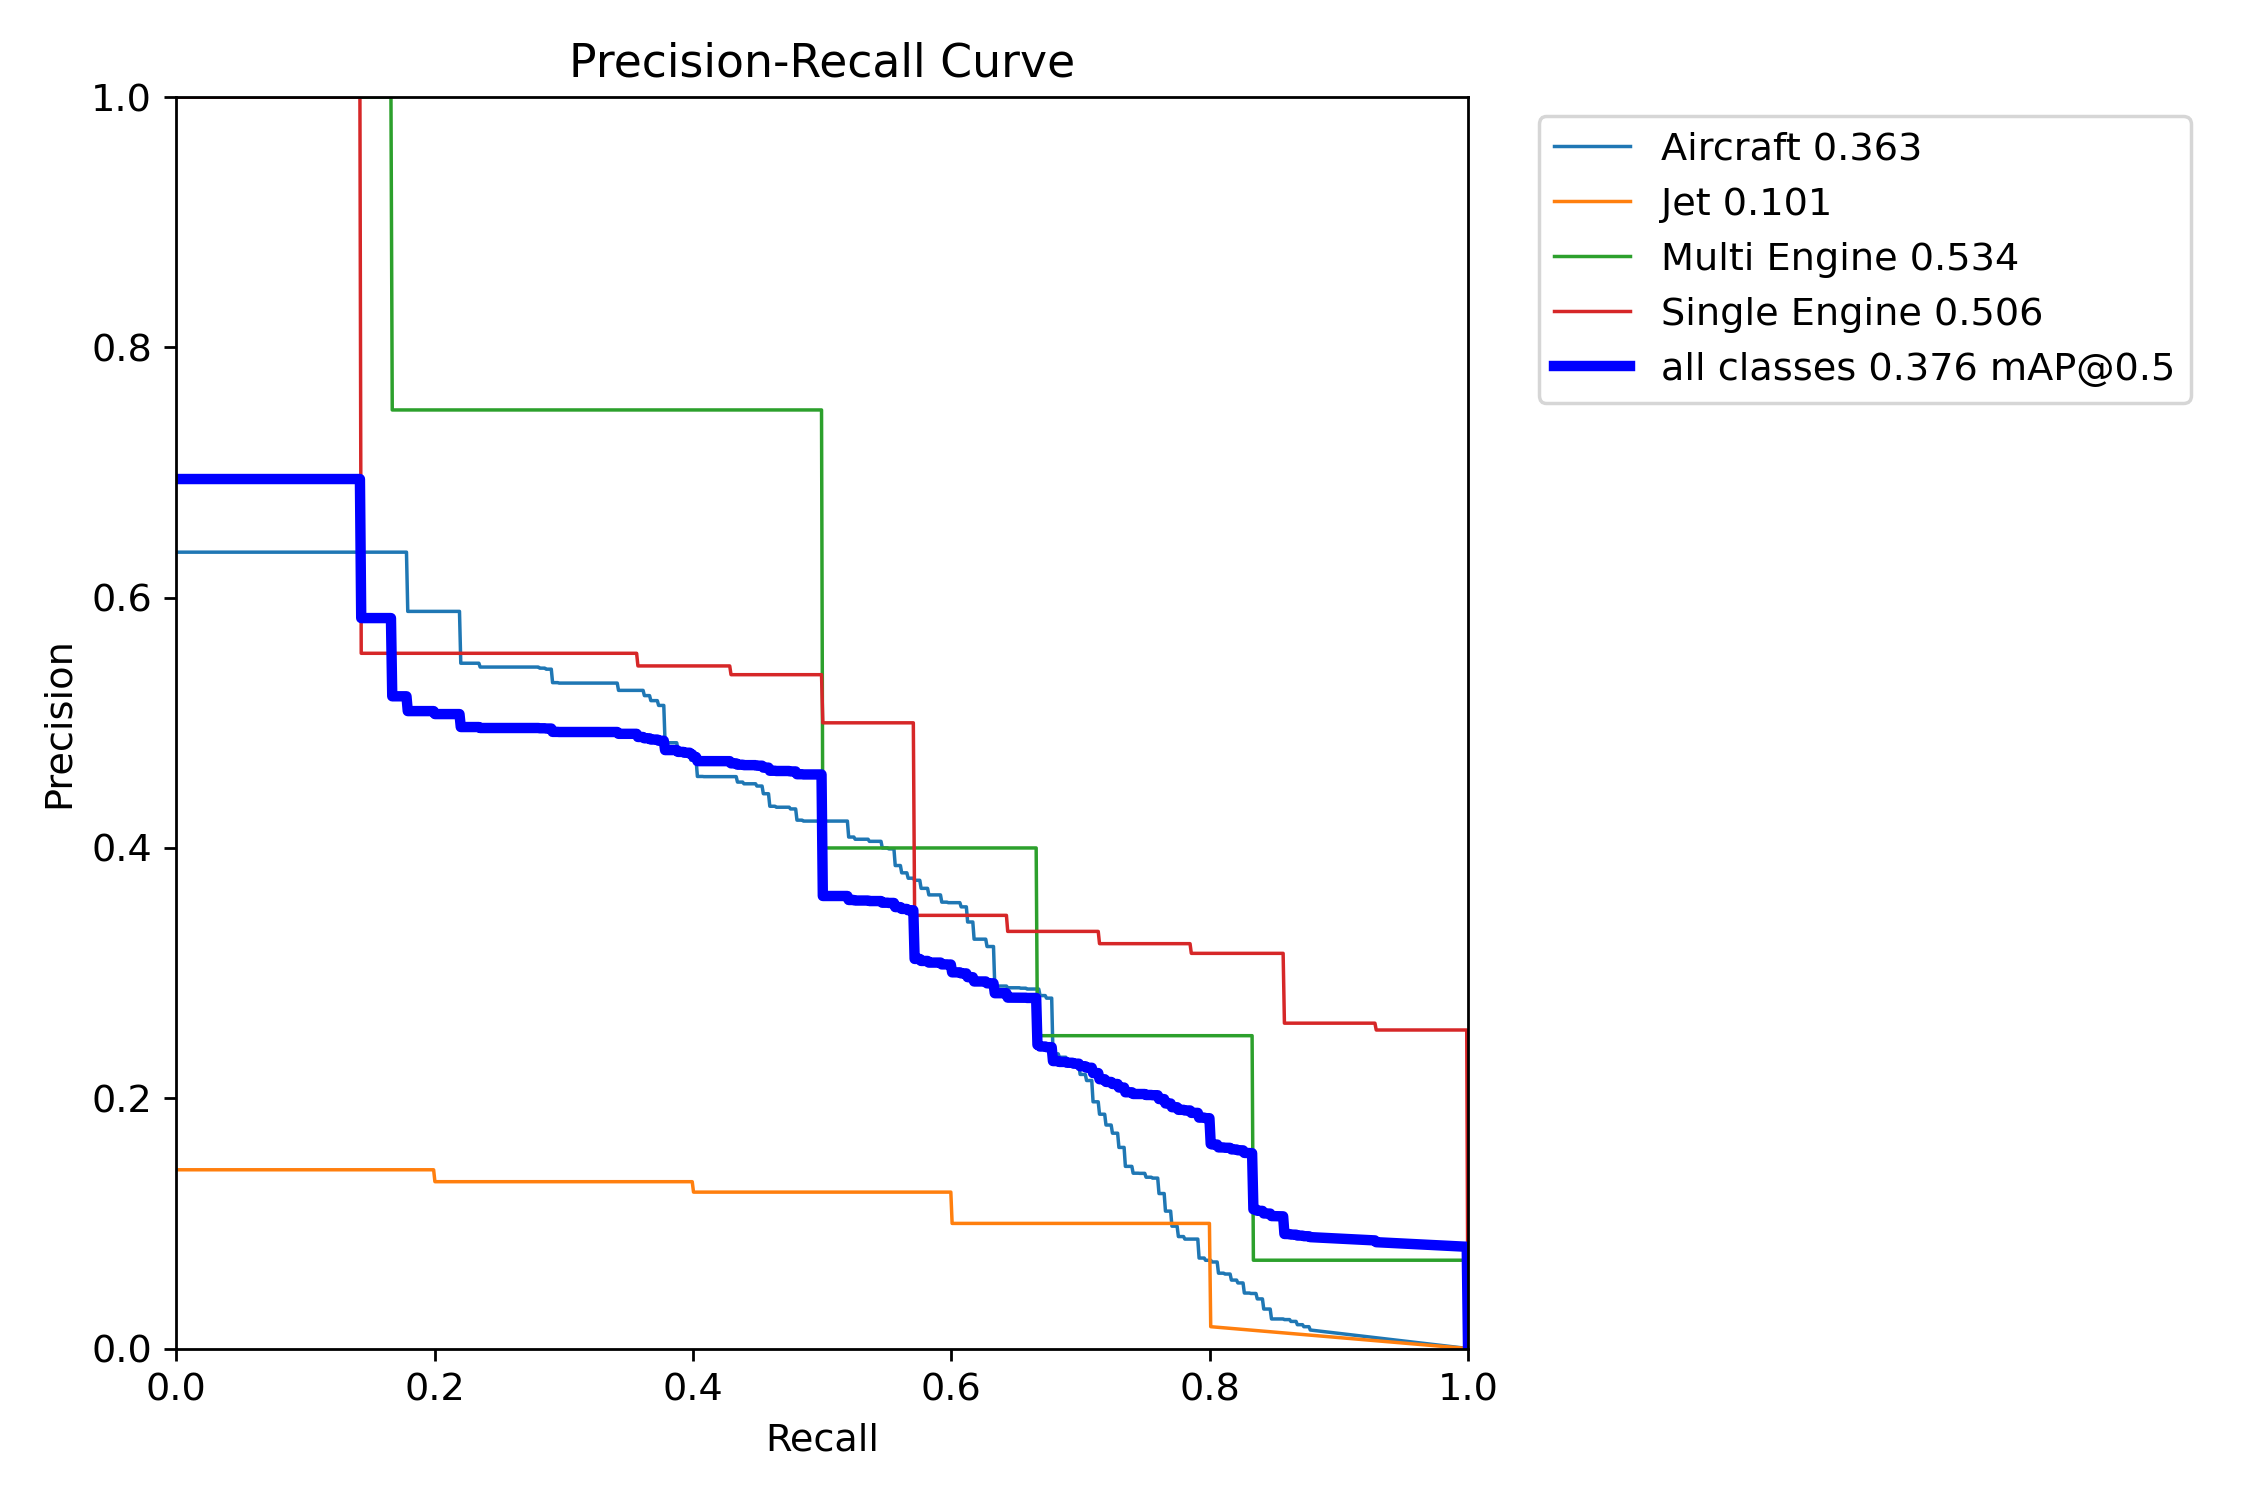 Precision-Recall Curve
1.0
0.8
0.6
0.4
0.2
0.0
Precision
0.0 0.2 0.4 0.6 0.8 1.0
Recall
Aircraft 0.363
Jet 0.101
Multi Engine 0.534
Single Engine 0.506
all classes 0.376 mAP@0.5